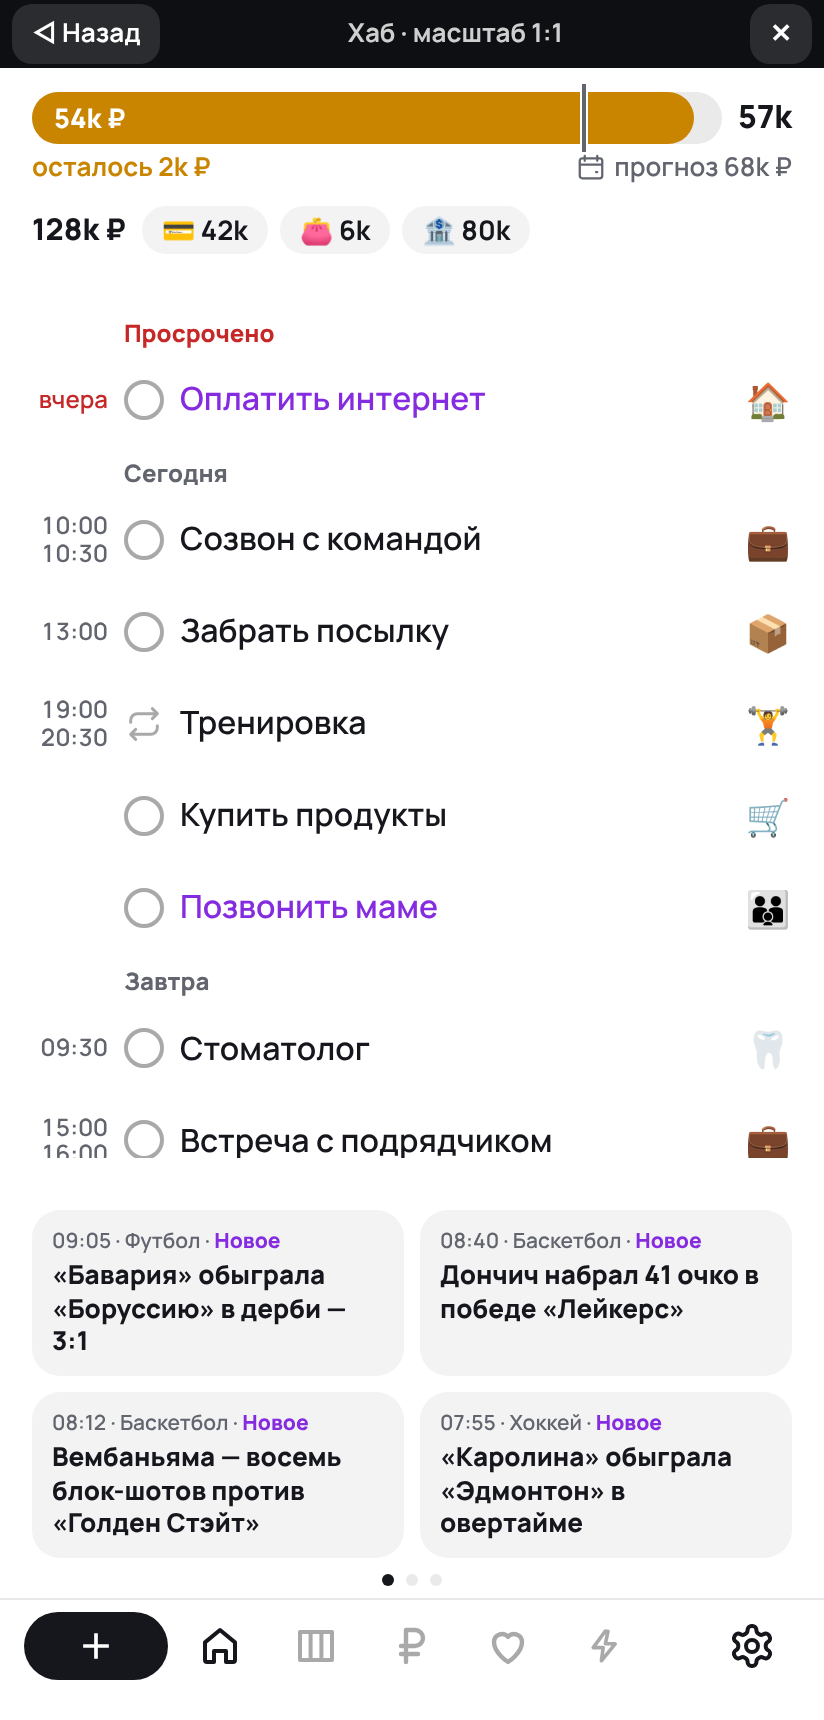 Назад
Хаб · масштаб 1:1
54k ₽
57k
осталось 2k ₽
прогноз 68k ₽
128k ₽
42k
6k
80k
Просрочено
вчера
Оплатить интернет
Сегодня
10:00
10:30
Созвон с командой
13:00
Забрать посылку
19:00
20:30
Тренировка
Купить продукты
Позвонить маме
Завтра
09:30
Стоматолог
15:00
16:00
Встреча с подрядчиком
09:05 · Футбол · Новое
«Бавария» обыграла
«Боруссию» в дерби —
3:1
08:40 · Баскетбол · Новое
Дончич набрал 41 очко в
победе «Лейкерс»
08:12 · Баскетбол · Новое
Вембаньяма — восемь
блок-шотов против
«Голден Стэйт»
07:55 · Хоккей · Новое
«Каролина» обыграла
«Эдмонтон» в
овертайме